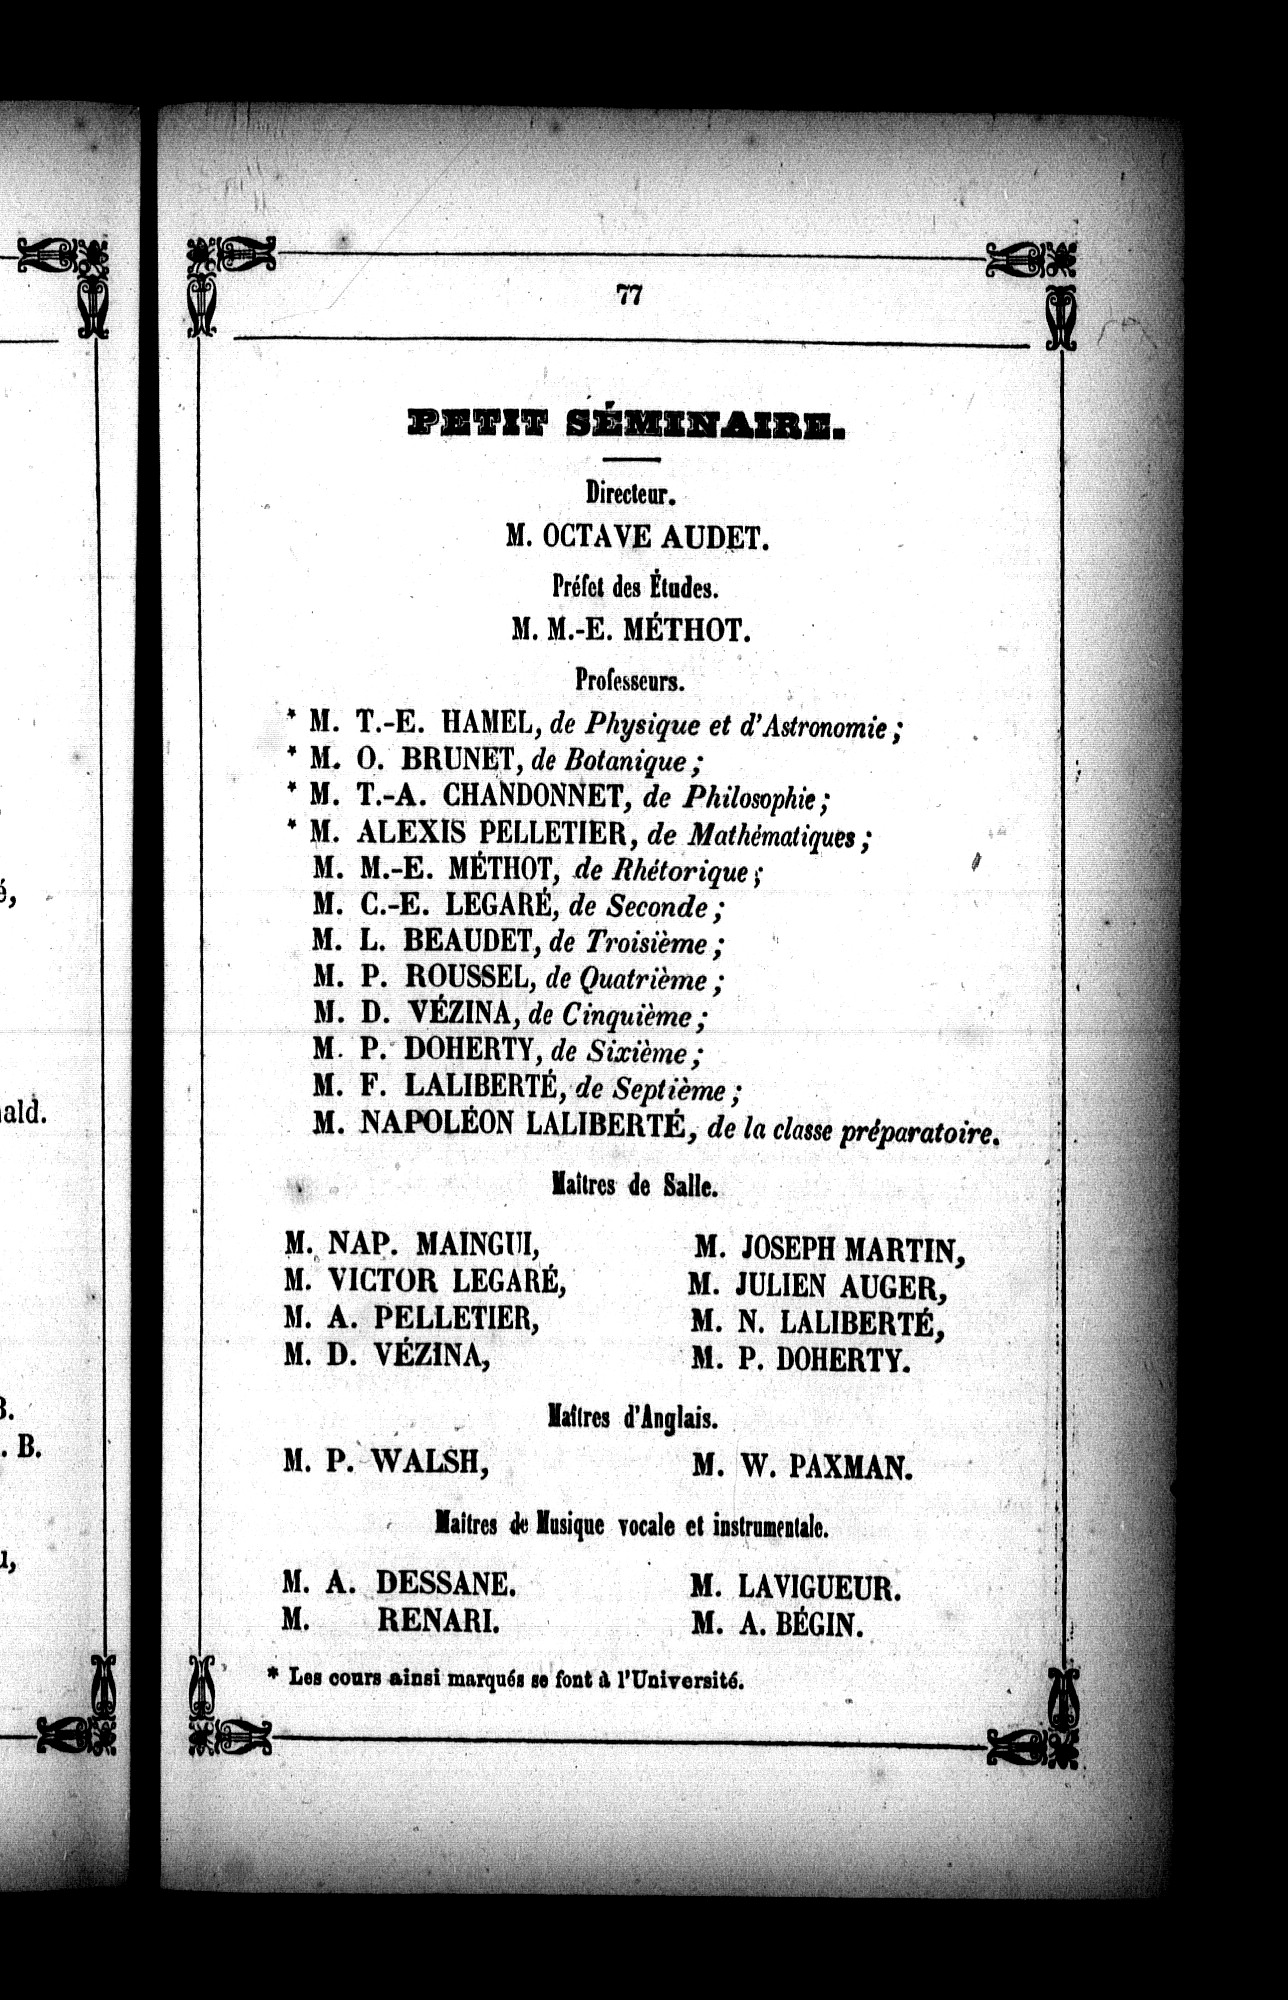 77
PETIT SÉMINAIRE.
Directeur.
M. OCTAVE AUDET.
Préfet des Études.
M. M.-E. MÉTHOT.
Professeurs.
* M. T.-E. HAMEL, de Physique et d'Astronomie ;
* M. O. BRUNET, de Botanique ;
* M. T.-A. CHANDONNET, de Philosophie ;
* M. ALEXIS PELLETIER, de Mathématiques ;
M. M.-E. MÉTHOT, de Rhétorique ;
M. C.-E. LEGARÉ, de Seconde ;
M. L. BEAUDET, de Troisième ;
M. P. ROUSSEL, de Quatrième ;
M. D. VÉZINA, de Cinquième ;
M. P. DOHERTY, de Sixième ;
M. F. LALIBERTÉ, de Septième ;
M. NAPOLÉON LALIBERTÉ, de la classe préparatoire.
Maîtres de Salle.
M. NAP. MAINGUI, M. JOSEPH MARTIN,
M. VICTOR LEGARÉ, M. JULIEN AUGER,
M. A. PELLETIER, M. N. LALIBERTÉ,
M. D. VÉZINA, M. P. DOHERTY.
Maîtres d'Anglais.
M. P. WALSH, M. W. PAXMAN.
Maîtres de Musique vocale et instrumentale.
M. A. DESSANE. M. LAVIGUEUR.
M. RENARI. M. A. BÉGIN.
* Les cours ainsi marqués se font à l'Université.